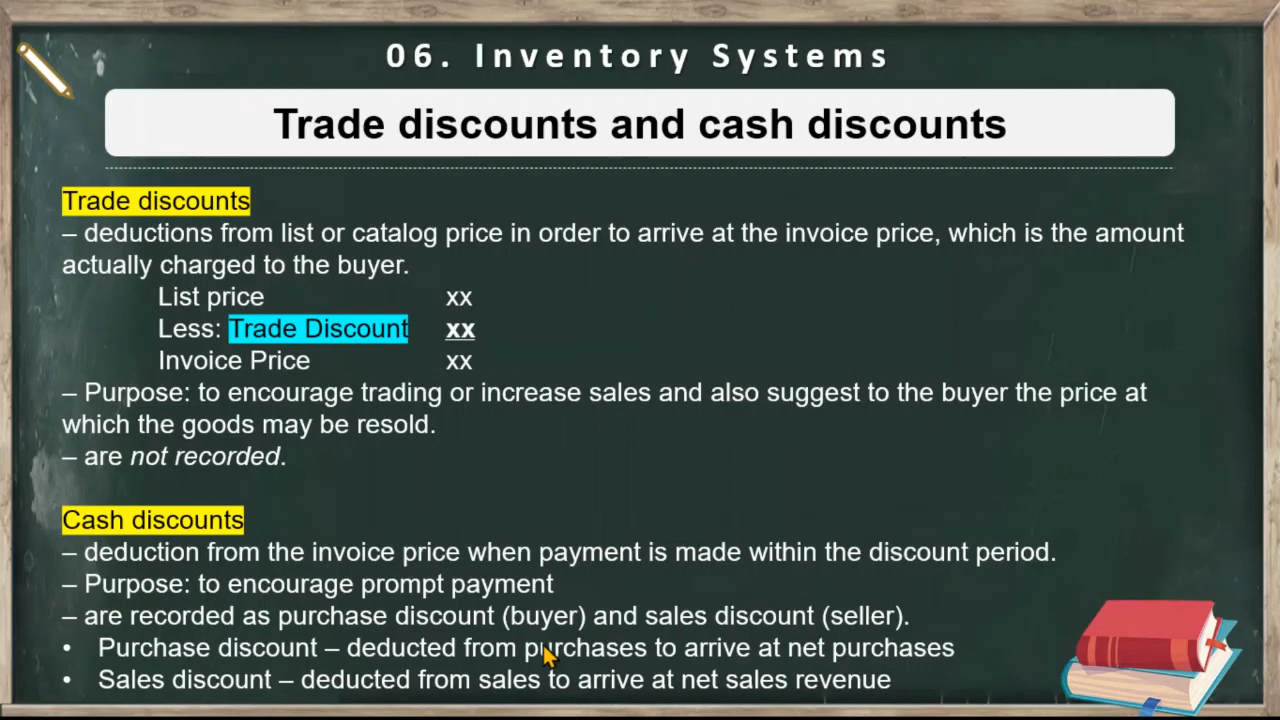 06. Inventory Systems
Trade discounts and cash discounts
Trade discounts
– deductions from list or catalog price in order to arrive at the invoice price, which is the amount
actually charged to the buyer.
List price xx
Less: Trade Discount xx
Invoice Price xx
– Purpose: to encourage trading or increase sales and also suggest to the buyer the price at
which the goods may be resold.
– are not recorded.
Cash discounts
– deduction from the invoice price when payment is made within the discount period.
– Purpose: to encourage prompt payment
– are recorded as purchase discount (buyer) and sales discount (seller).
• Purchase discount – deducted from purchases to arrive at net purchases
• Sales discount – deducted from sales to arrive at net sales revenue